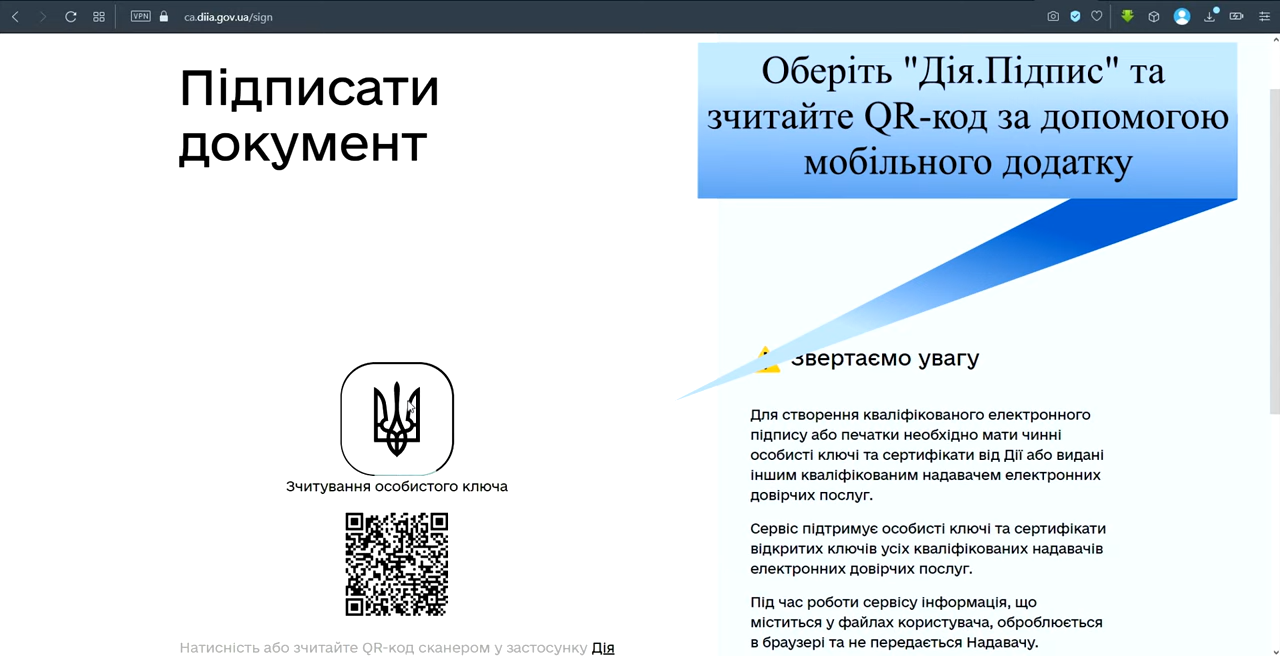 VPN
ca.diia.gov.ua/sign
Підписати
документ
Оберіть "Дія.Підпис" та
зчитайте QR-код за допомогою
мобільного додатку
Звертаємо увагу
Для створення кваліфікованого електронного
підпису або печатки необхідно мати чинні
особисті ключі та сертифікати від Дії або видані
іншим кваліфікованим надавачем електронних
довірчих послуг.
Зчитування особистого ключа
Сервіс підтримує особисті ключі та сертифікати
відкритих ключів усіх кваліфікованих надавачів
електронних довірчих послуг.
Під час роботи сервісу інформація, що
міститься у файлах користувача, оброблюється
в браузері та не передається Надавачу.
Натисність або зчитайте QR-код сканером у застосунку Дія